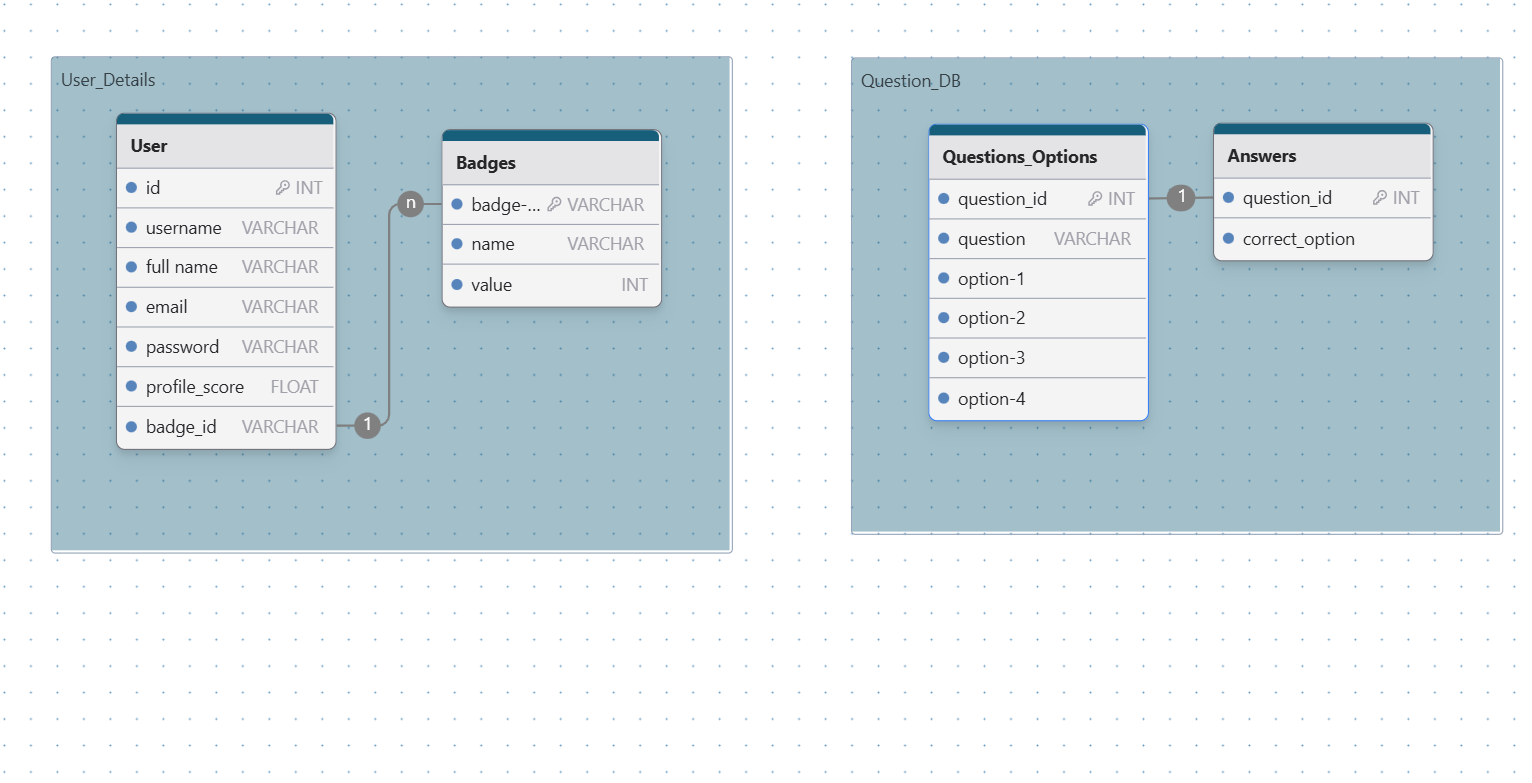 User_Details
User
id INT
username VARCHAR
full name VARCHAR
email VARCHAR
password VARCHAR
profile_score FLOAT
badge_id VARCHAR
1
n
Badges
badge-... VARCHAR
name VARCHAR
value INT
Question_DB
Questions_Options
question_id INT
question VARCHAR
option-1
option-2
option-3
option-4
1
Answers
question_id INT
correct_option